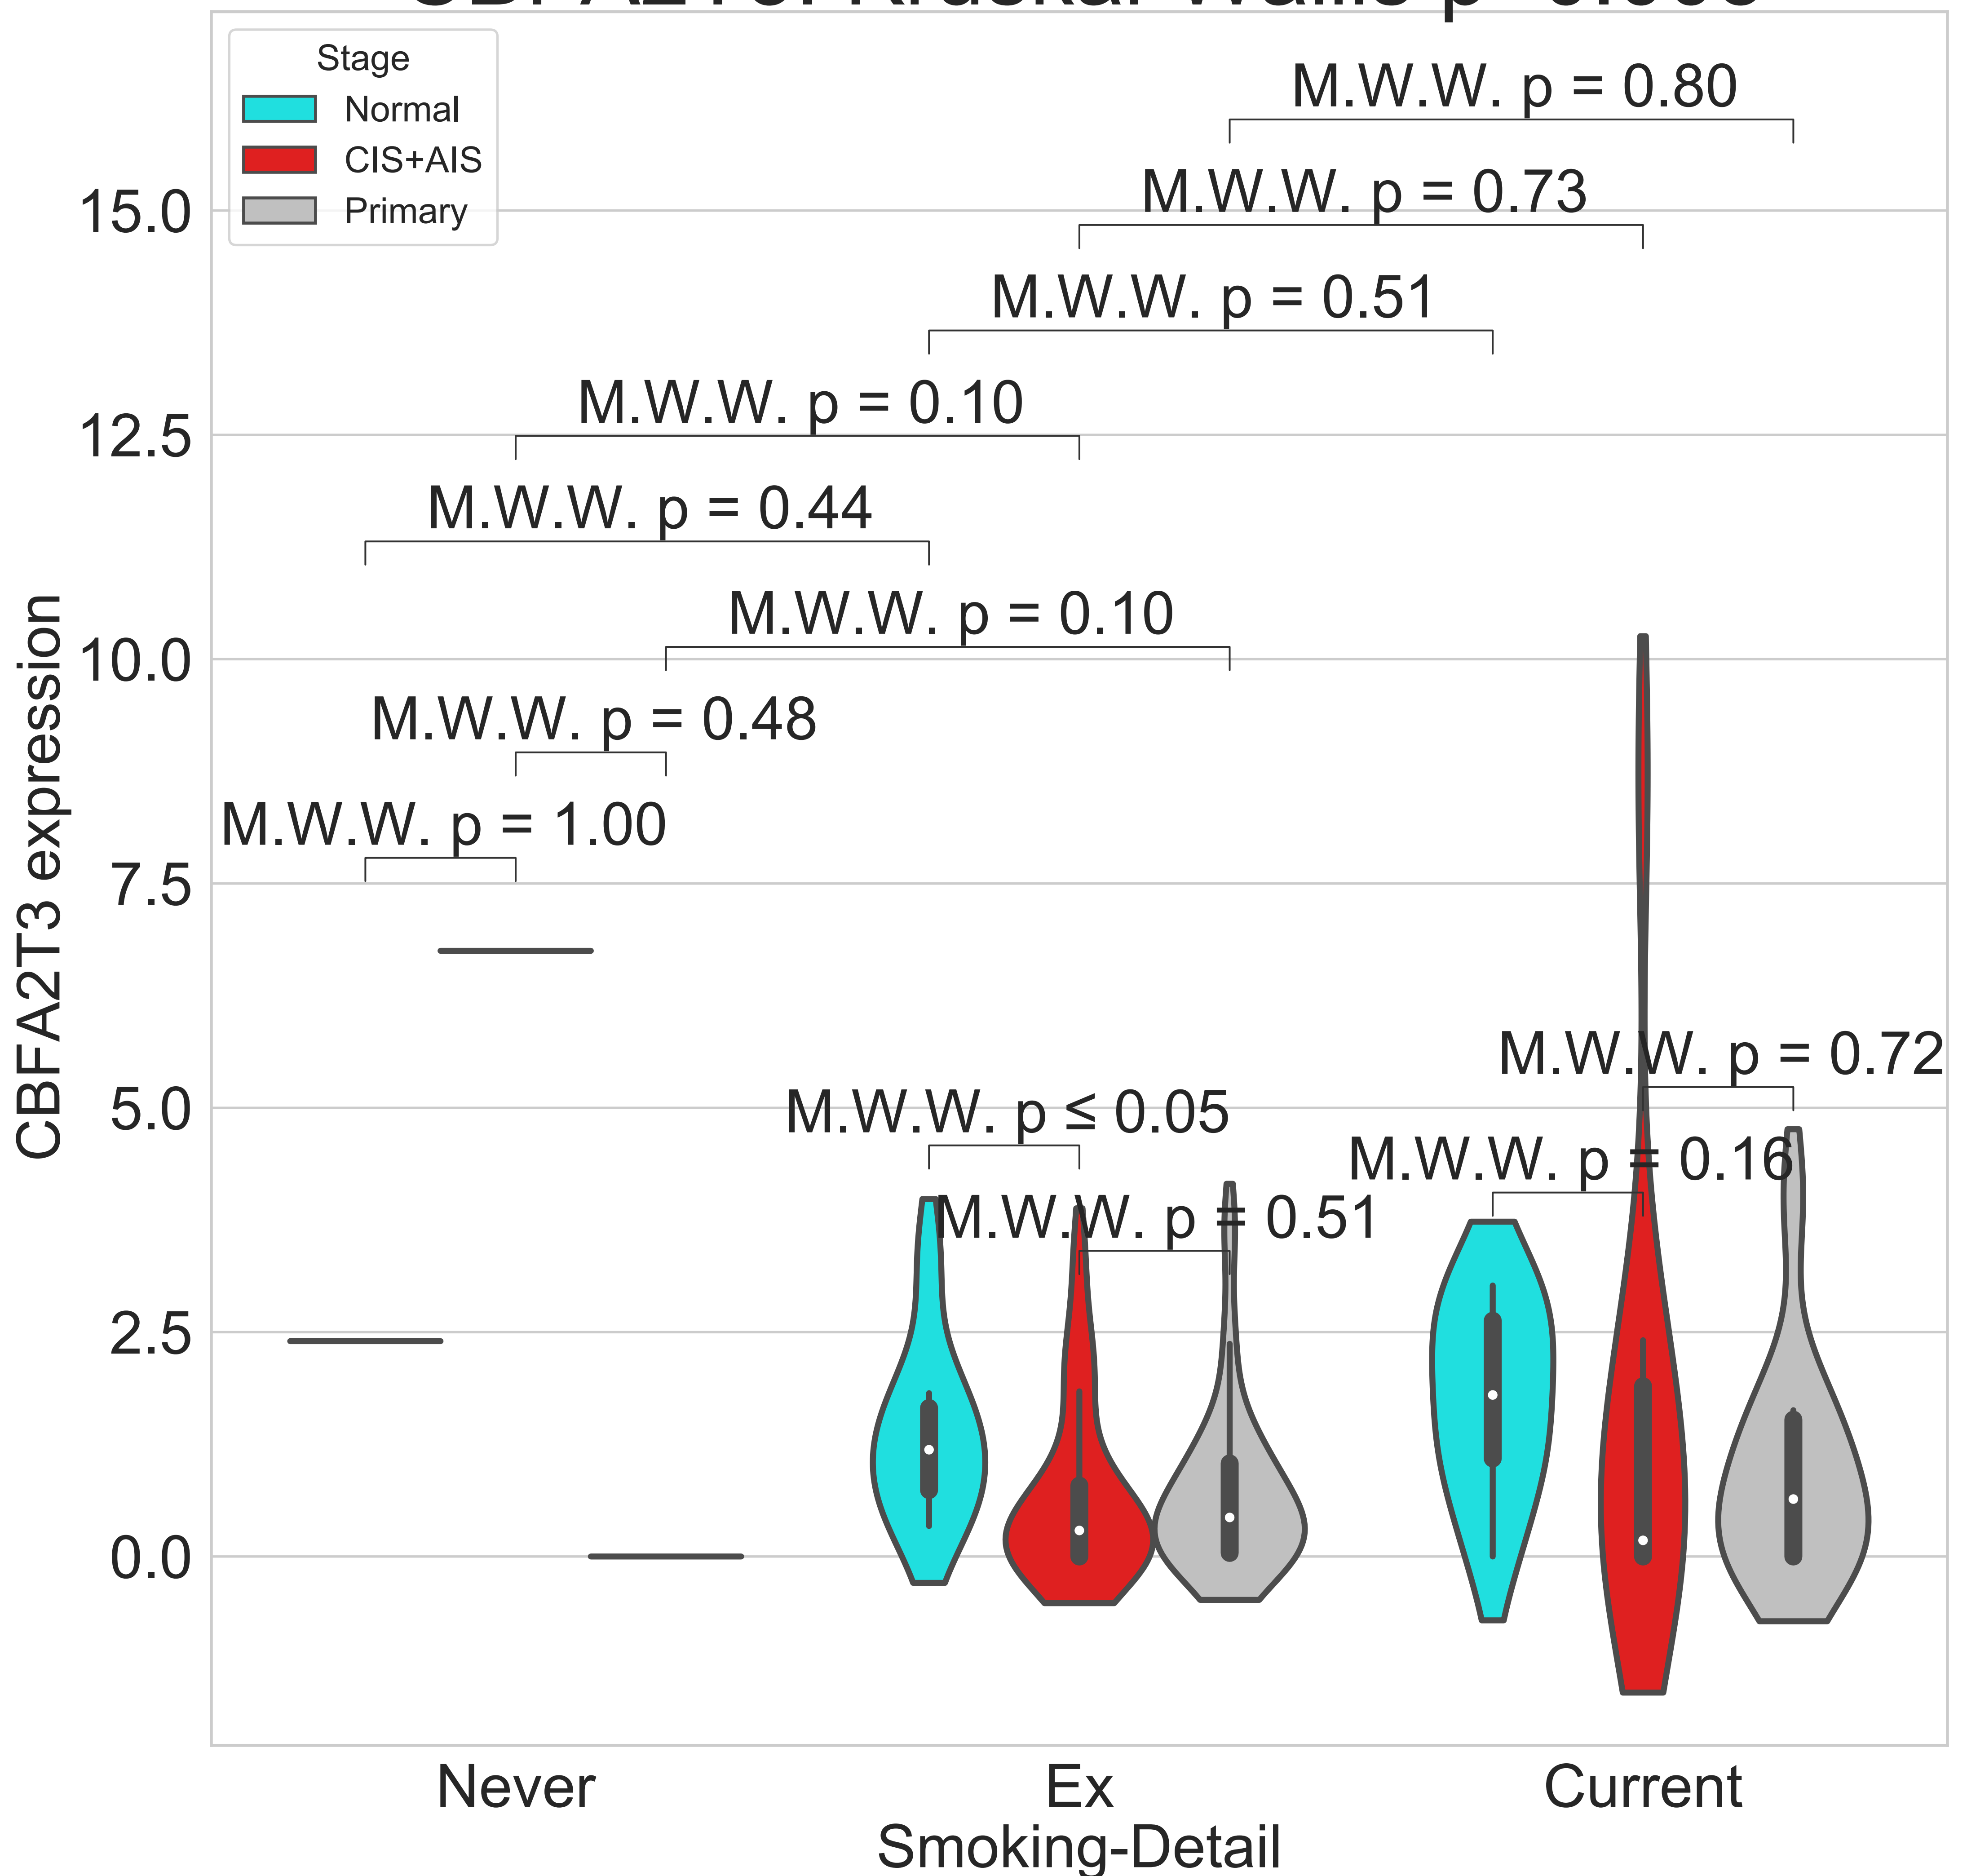 Stage
Normal
CIS+AIS
Primary
M.W.W. p = 0.80
M.W.W. p = 0.73
M.W.W. p = 0.51
M.W.W. p = 0.10
M.W.W. p = 0.44
M.W.W. p = 0.10
M.W.W. p = 0.48
M.W.W. p = 1.00
M.W.W. p = 0.72
M.W.W. p ≤ 0.05
M.W.W. p = 0.16
M.W.W. p = 0.51
15.0
12.5
10.0
7.5
5.0
2.5
0.0
CBFA2T3 expression
Never
Ex
Current
Smoking-Detail